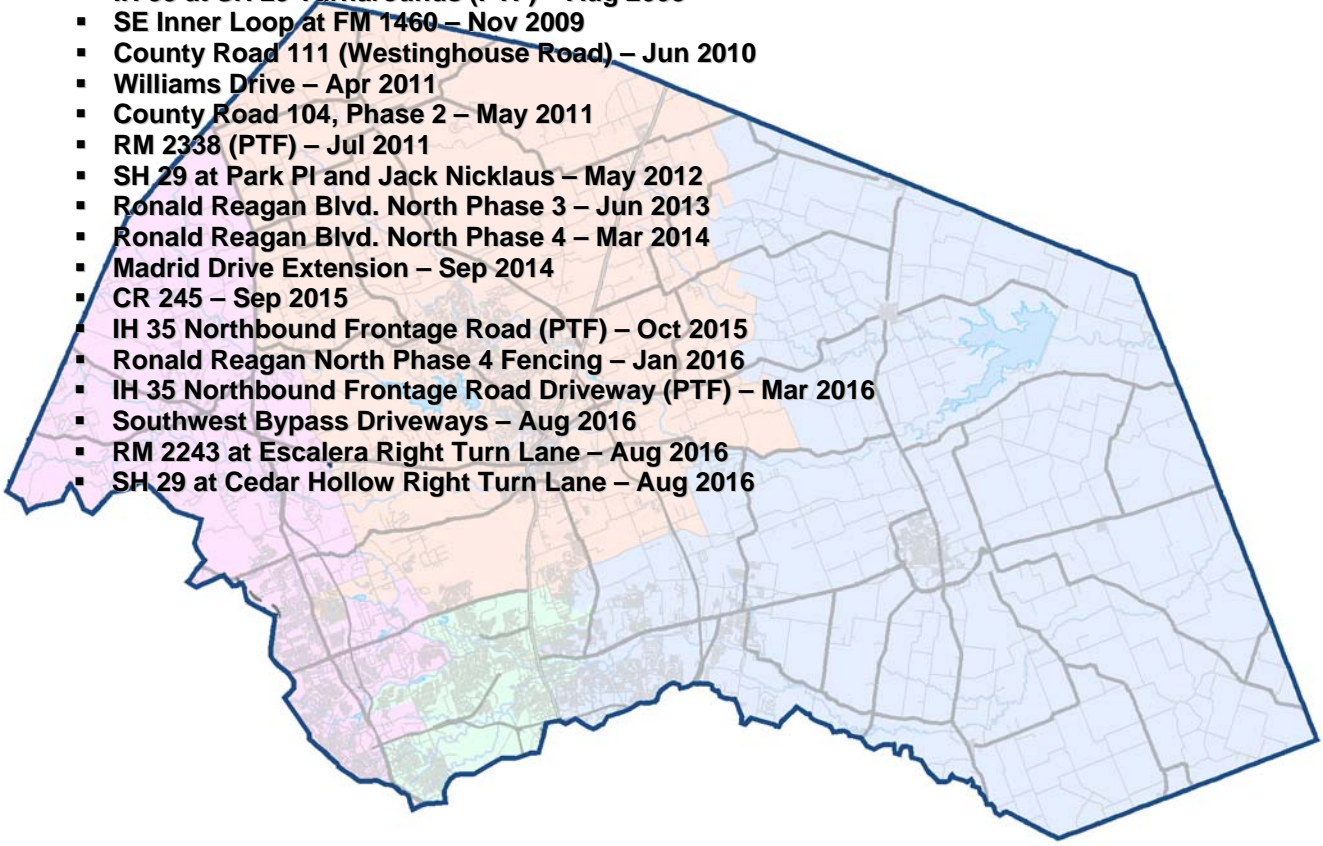 ▪ SE Inner Loop at FM 1460 – Nov 2009
▪ County Road 111 (Westinghouse Road) – Jun 2010
▪ Williams Drive – Apr 2011
▪ County Road 104, Phase 2 – May 2011
▪ RM 2338 (PTF) – Jul 2011
▪ SH 29 at Park Pl and Jack Nicklaus – May 2012
▪ Ronald Reagan Blvd. North Phase 3 – Jun 2013
▪ Ronald Reagan Blvd. North Phase 4 – Mar 2014
▪ Madrid Drive Extension – Sep 2014
▪ CR 245 – Sep 2015
▪ IH 35 Northbound Frontage Road (PTF) – Oct 2015
▪ Ronald Reagan North Phase 4 Fencing – Jan 2016
▪ IH 35 Northbound Frontage Road Driveway (PTF) – Mar 2016
▪ Southwest Bypass Driveways – Aug 2016
▪ RM 2243 at Escalera Right Turn Lane – Aug 2016
▪ SH 29 at Cedar Hollow Right Turn Lane – Aug 2016